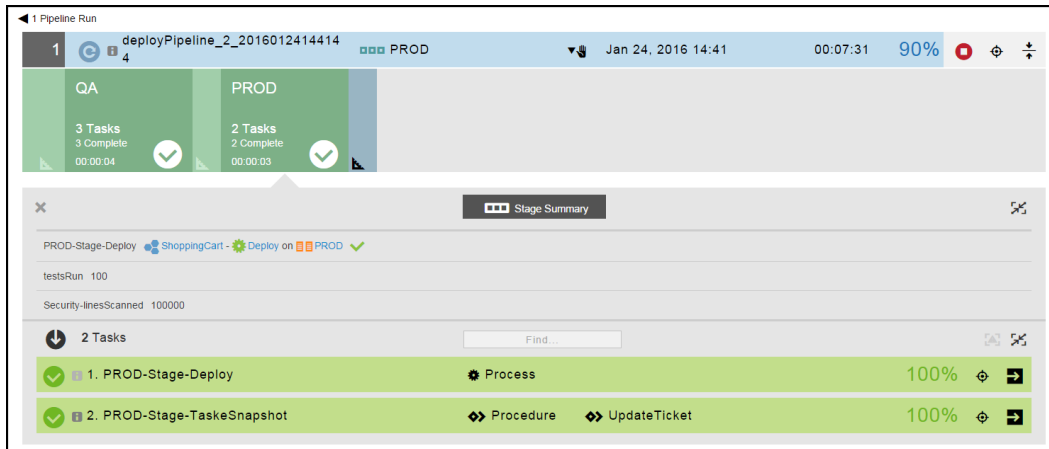 1 Pipeline Run
1 deployPipeline_2_2016012414414 PROD Jan 24, 2016 14:41 00:07:31 90%
4
QA PROD
3 Tasks 2 Tasks
3 Complete 2 Complete
00:00:04 00:00:03
Stage Summary
PROD-Stage-Deploy ShoppingCart - Deploy on PROD
testsRun 100
Security-linesScanned 100000
2 Tasks Find...
1. PROD-Stage-Deploy Process 100%
2. PROD-Stage-TaskeSnapshot Procedure UpdateTicket 100%